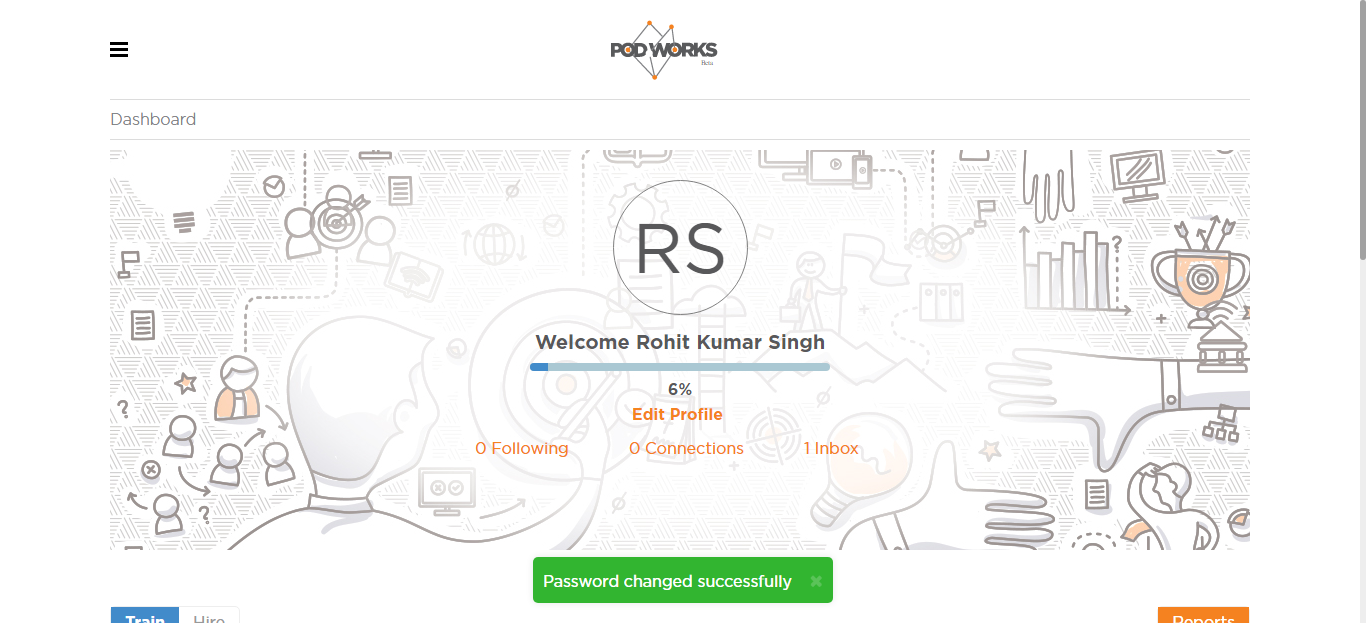 POD WORKS
Beta
Dashboard
RS
Welcome Rohit Kumar Singh
6%
Edit Profile
0 Following 0 Connections 1 Inbox
Password changed successfully ×
Train Hire Reports